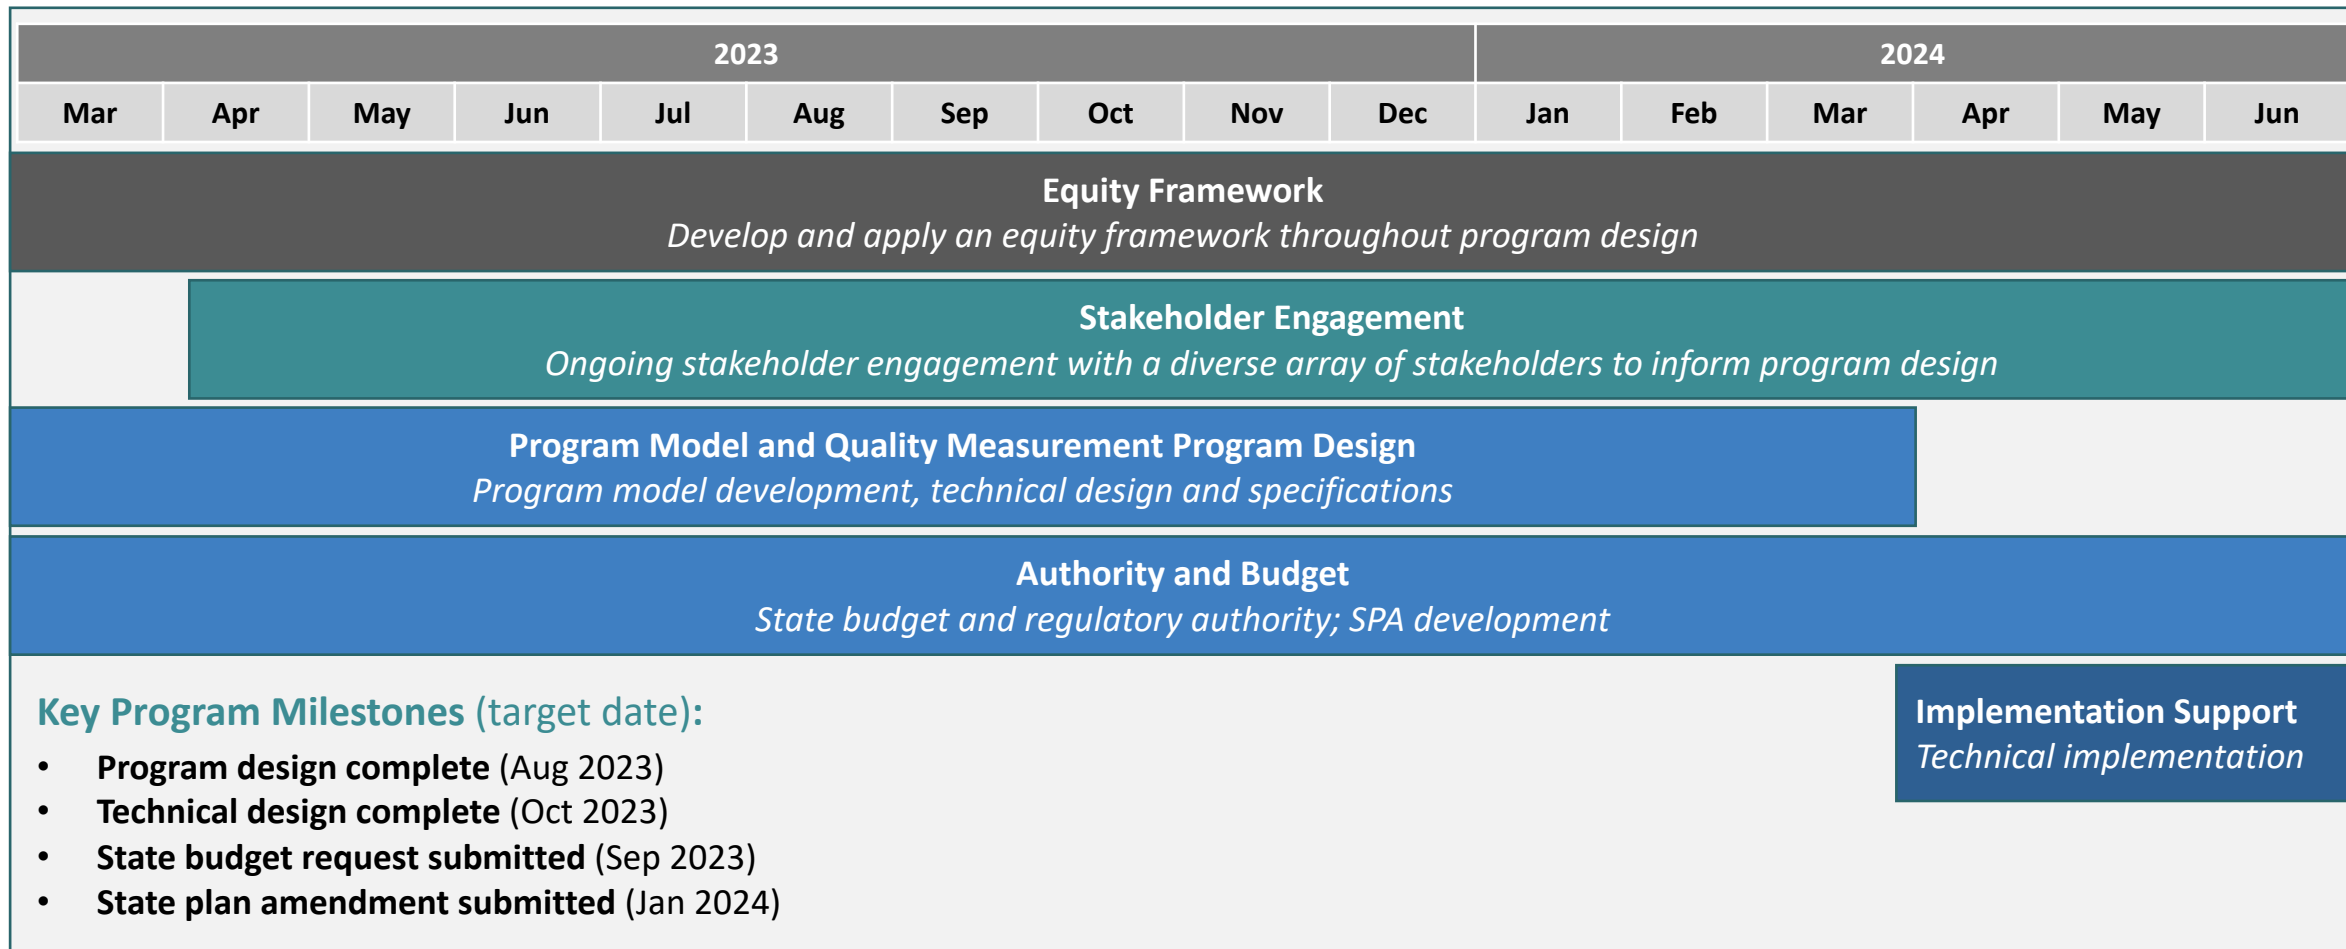 2023 2024
Mar Apr May Jun Jul Aug Sep Oct Nov Dec Jan Feb Mar Apr May Jun
Equity Framework
Develop and apply an equity framework throughout program design
Stakeholder Engagement
Ongoing stakeholder engagement with a diverse array of stakeholders to inform program design
Program Model and Quality Measurement Program Design
Program model development, technical design and specifications
Authority and Budget
State budget and regulatory authority; SPA development
Implementation Support
Technical implementation
Key Program Milestones (target date):
• Program design complete (Aug 2023)
• Technical design complete (Oct 2023)
• State budget request submitted (Sep 2023)
• State plan amendment submitted (Jan 2024)